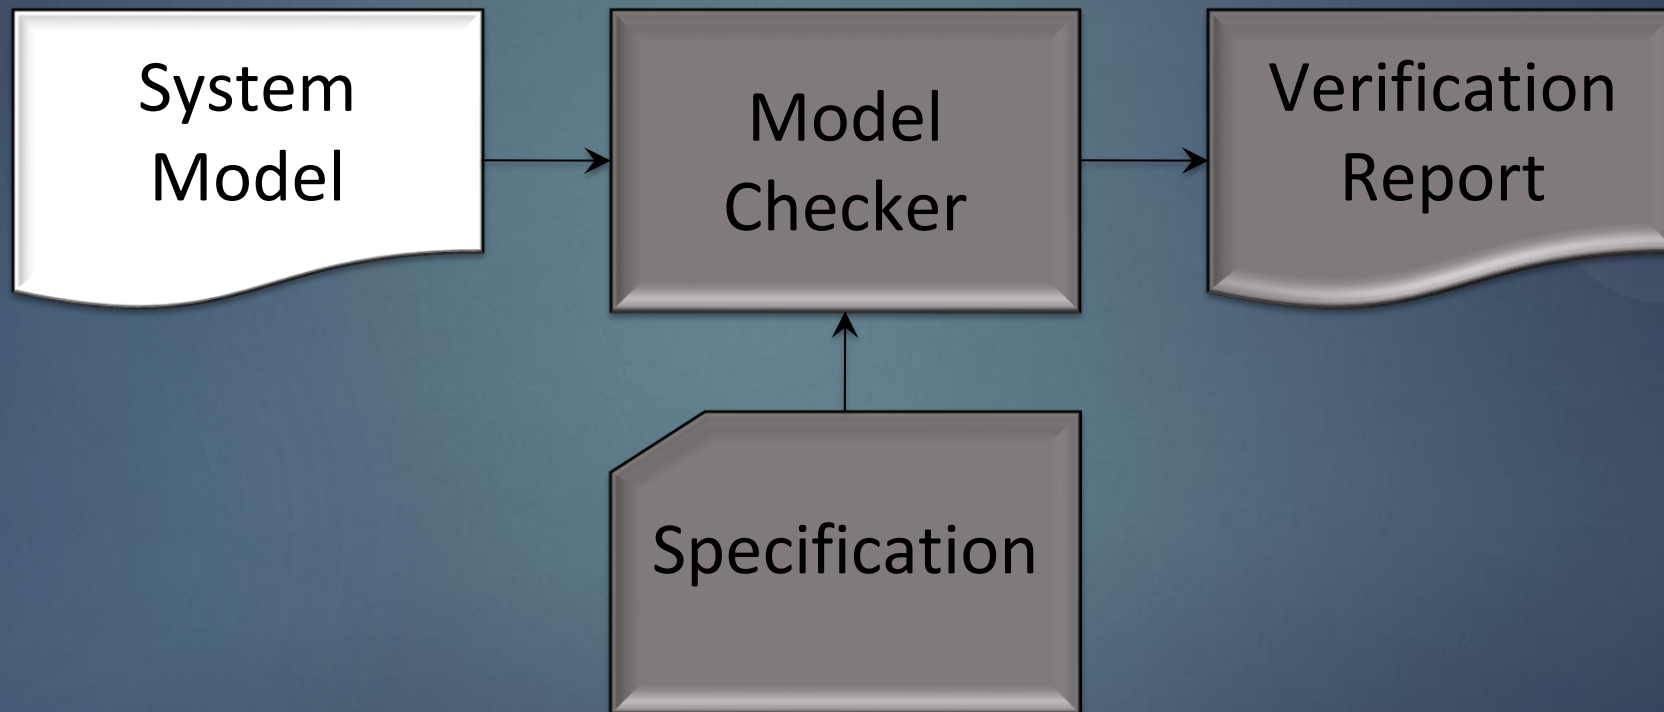 System
Model
Model
Checker
Verification
Report
Specification